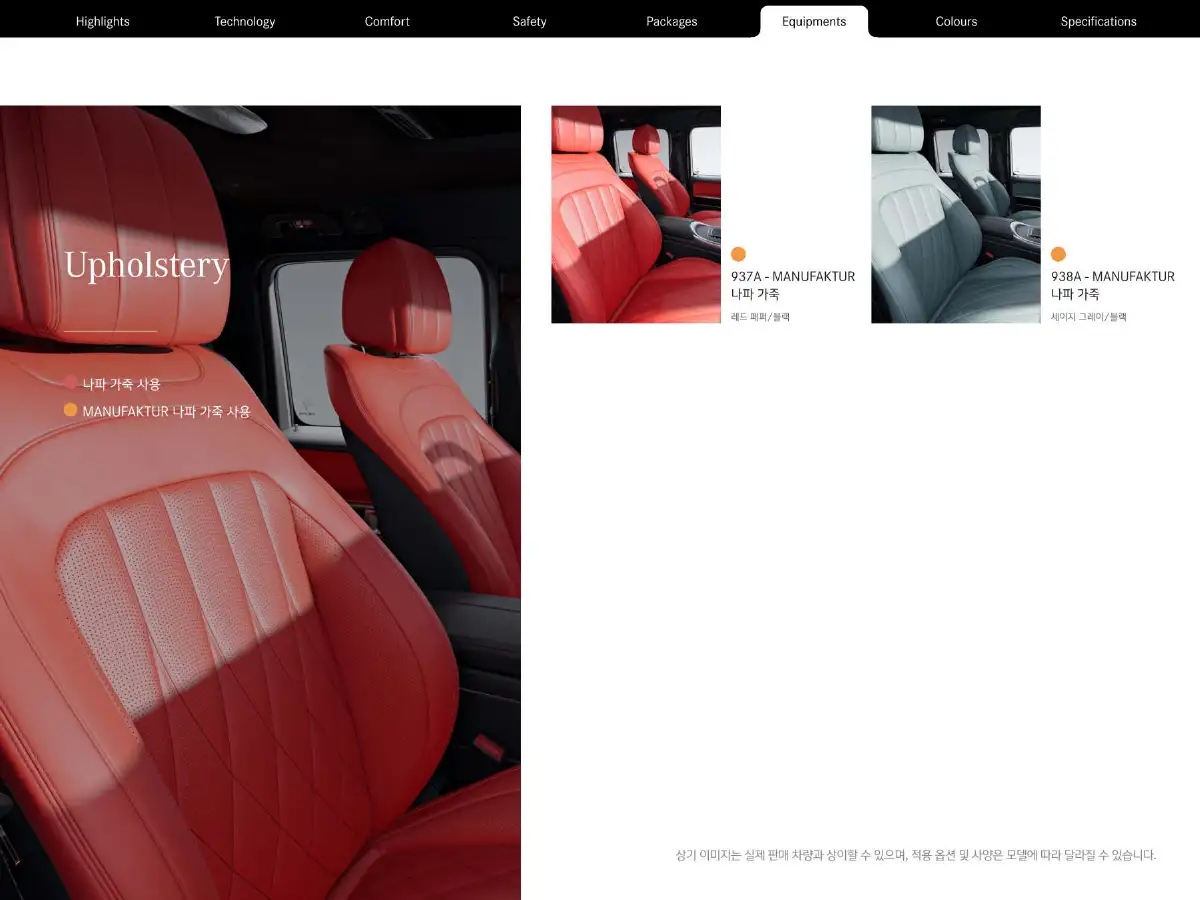 Highlights
Technology
Comfort
Safety
Packages
Equipments
Colours
Specifications
Upholstery
나파 가죽 사용
MANUFAKTUR 나파 가죽 사용
937A - MANUFAKTUR
나파 가죽
레드 페퍼/블랙
938A - MANUFAKTUR
나파 가죽
세이지 그레이/블랙
상기 이미지는 실제 판매 차량과 상이할 수 있으며, 적용 옵션 및 사양은 모델에 따라 달라질 수 있습니다.